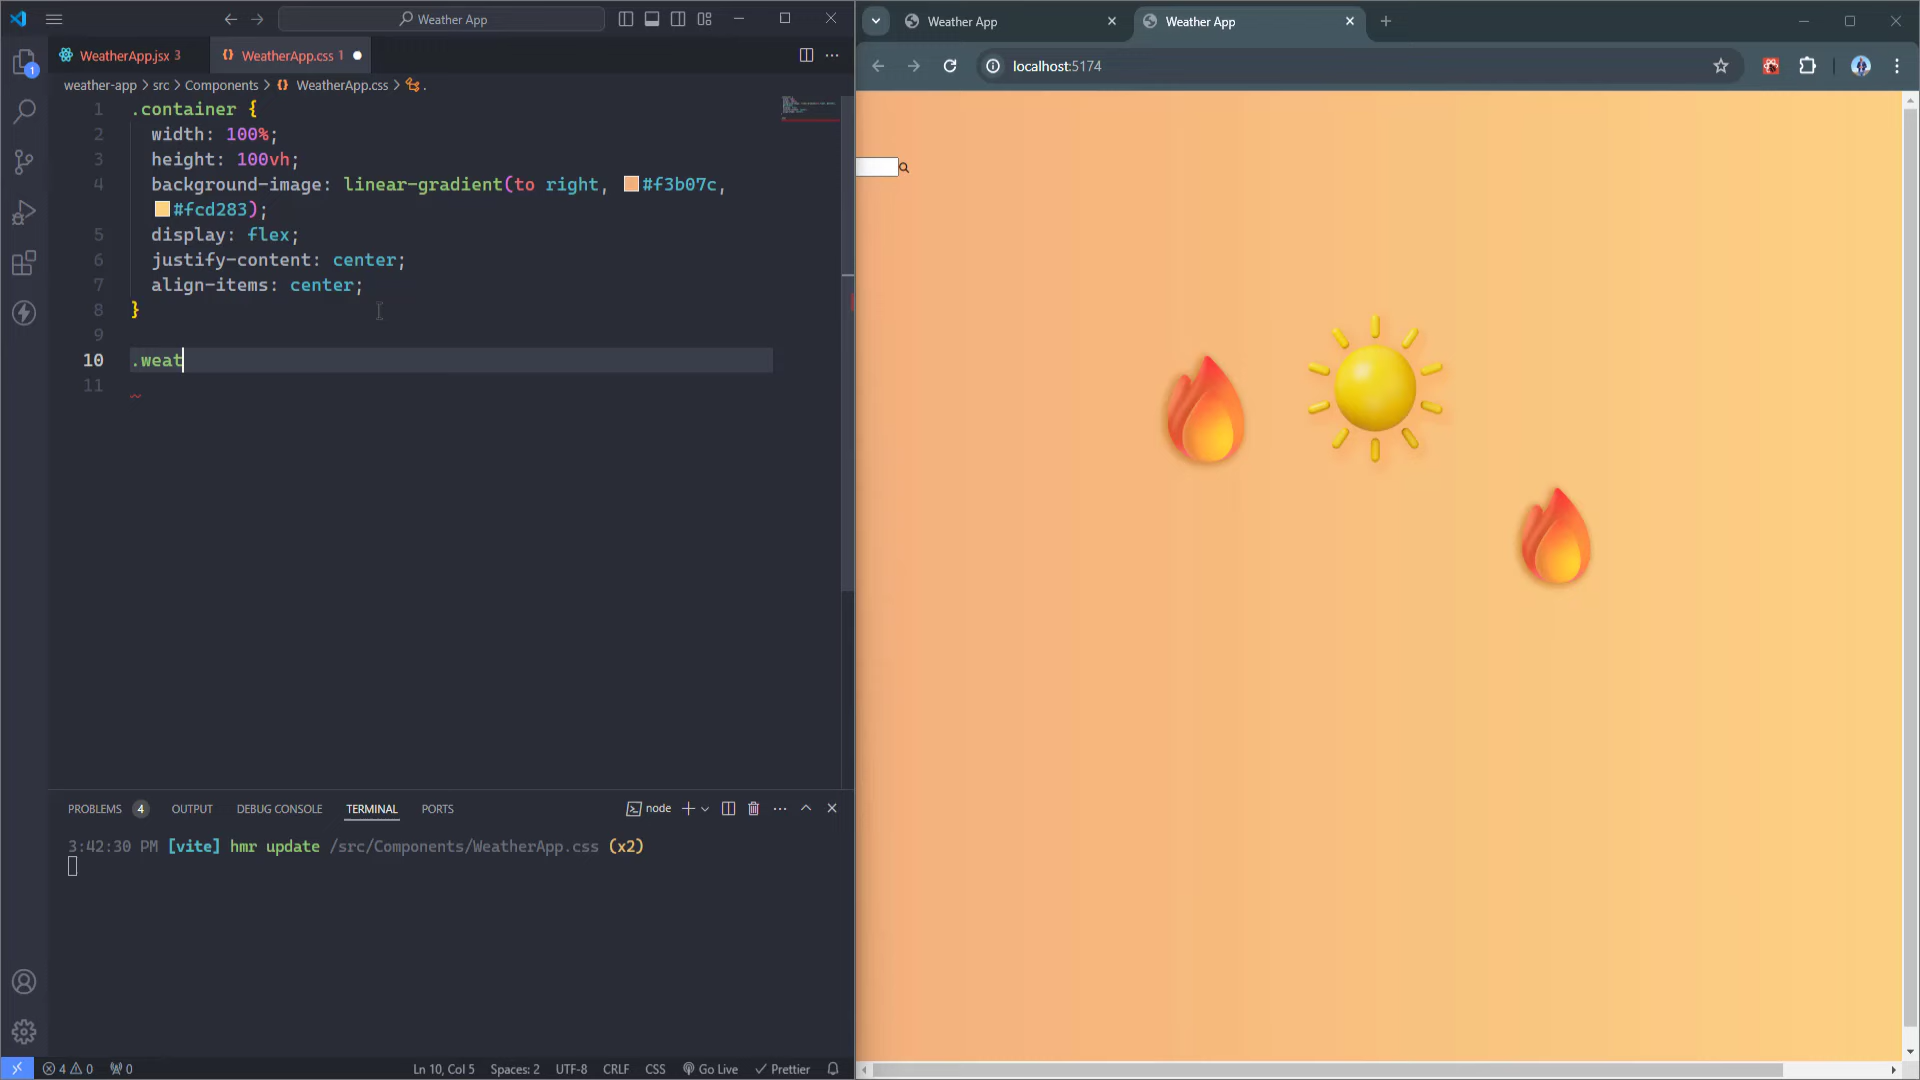 Weather App
WeatherApp.jsx 3
WeatherApp.css 1
weather-app > src > Components > {} WeatherApp.css > .
1 .container {
2 width: 100%;
3 height: 100vh;
4 background-image: linear-gradient(to right, #f3b07c,
#fcd283);
5 display: flex;
6 justify-content: center;
7 align-items: center;
8 }
9
10 .weat
11
PROBLEMS 4 OUTPUT DEBUG CONSOLE TERMINAL PORTS
node
3:42:30 PM [vite] hmr update /src/Components/WeatherApp.css (x2)
4 0 0
Ln 10, Col 5 Spaces: 2 UTF-8 CRLF CSS Go Live Prettier
1
Weather App
Weather App
localhost:5174